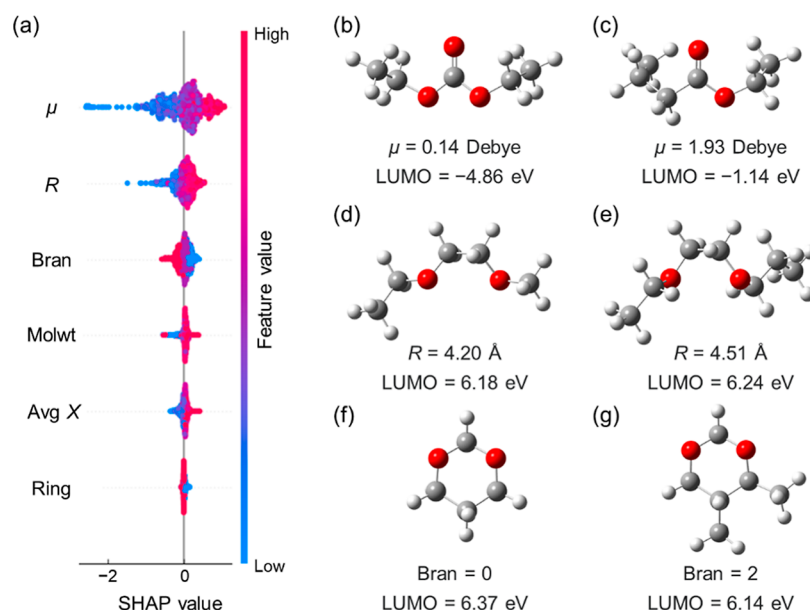 (a)
High
μ
R
Bran
Molwt
Avg X
Ring
Feature value
Low
−2
0
SHAP value
(b)
μ = 0.14 Debye
LUMO = −4.86 eV
(c)
μ = 1.93 Debye
LUMO = −1.14 eV
(d)
R = 4.20 Å
LUMO = 6.18 eV
(e)
R = 4.51 Å
LUMO = 6.24 eV
(f)
Bran = 0
LUMO = 6.37 eV
(g)
Bran = 2
LUMO = 6.14 eV